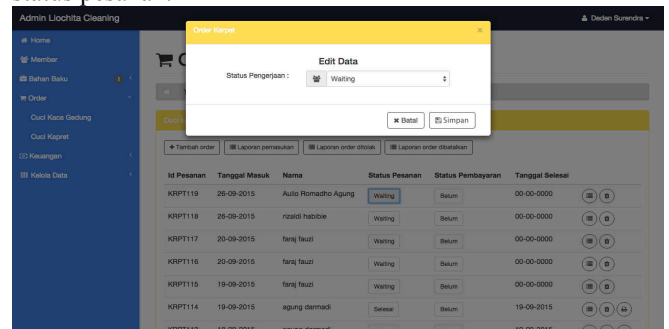 Admin Liochita Cleaning
Deden Surendra
Order Karpet
×
Home
Member
Bahan Baku
Order
Cuci Kaca Gedung
Cuci Kapret
Keuangan
Kelola Data
Edit Data
Status Pengerjaan :
Waiting
Batal
Simpan
Tambah order
Laporan pemasukan
Laporan order ditolak
Laporan order dibatalkan
Id Pesanan Tanggal Masuk Nama Status Pesanan Status Pembayaran Tanggal Selesai
KRPT119 26-09-2015 Aulio Romadho Agung Waiting Belum 00-00-0000
KRPT118 26-09-2015 rizaldi habibie Waiting Belum 00-00-0000
KRPT117 20-09-2015 faraj fauzi Waiting Belum 00-00-0000
KRPT116 20-09-2015 faraj fauzi Waiting Belum 00-00-0000
KRPT115 19-09-2015 faraj fauzi Waiting Belum 00-00-0000
KRPT114 19-09-2015 agung darmadi Selesai Belum 19-09-2015